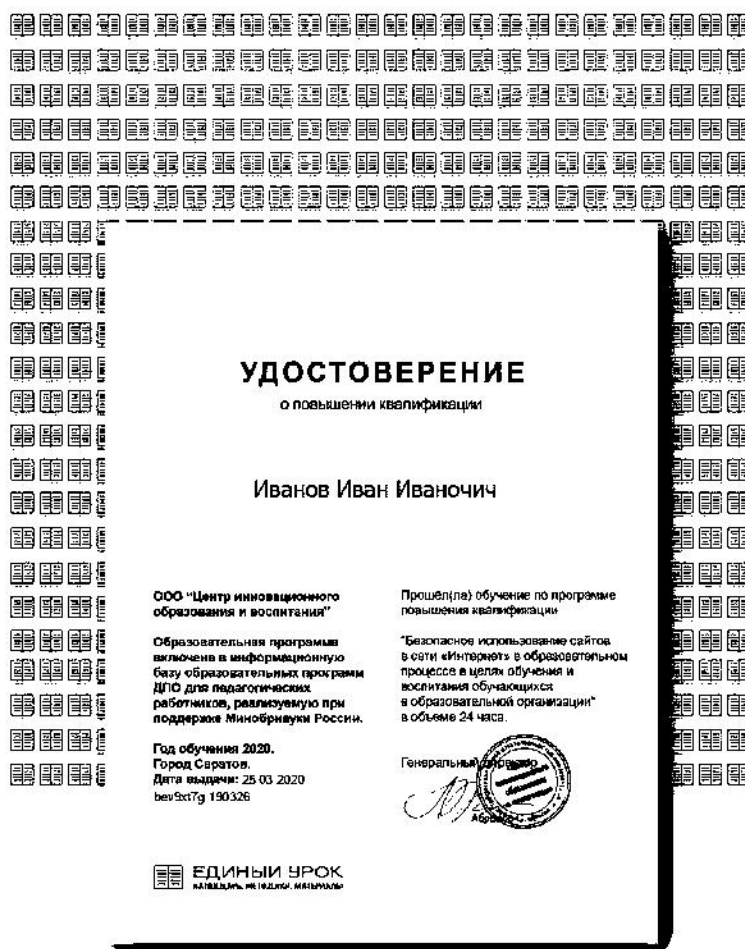 УДОСТОВЕРЕНИЕ
о повышении квалификации
Иванов Иван Иваночич
ООО "Центр инновационного
образования и воспитания"
Образовательная программа
включена в информационную
базу образовательных программ
ДПО для педагогических
работников, реализуемую при
поддержке Минобрнауки России.
Год обучения 2020.
Город Саратов.
Дата выдачи: 25 03 2020
bev9xt7g 190326
Прошёл(ла) обучение по программе
повышения квалификации
"Безопасное использование сайтов
в сети «Интернет» в образовательном
процессе в целях обучения и
воспитания обучающихся
в образовательной организации"
в объеме 24 часа.
Генеральный
ЕДИНЫЙ УРОК
КАЛЕНДАРЬ, МЕТОДИКИ, МАТЕРИАЛЫ